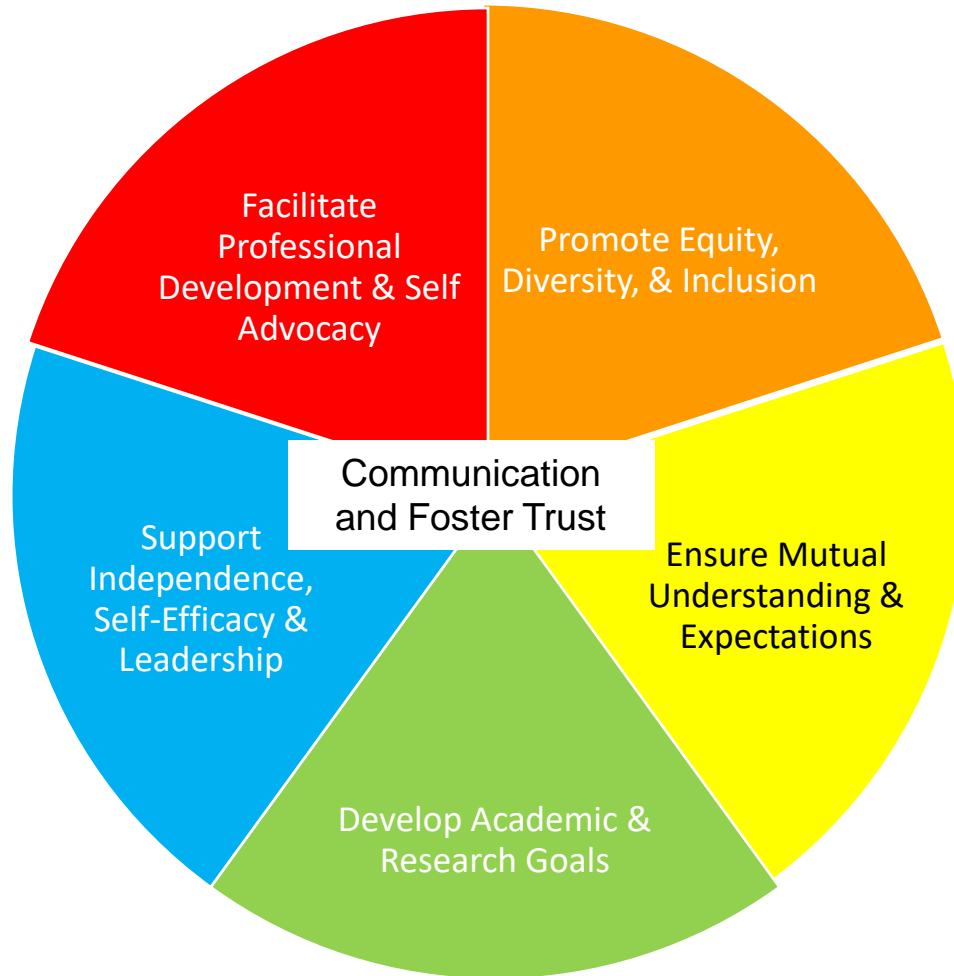 Facilitate
Professional
Development & Self
Advocacy
Promote Equity,
Diversity, & Inclusion
Communication
and Foster Trust
Support
Independence,
Self-Efficacy &
Leadership
Ensure Mutual
Understanding &
Expectations
Develop Academic &
Research Goals